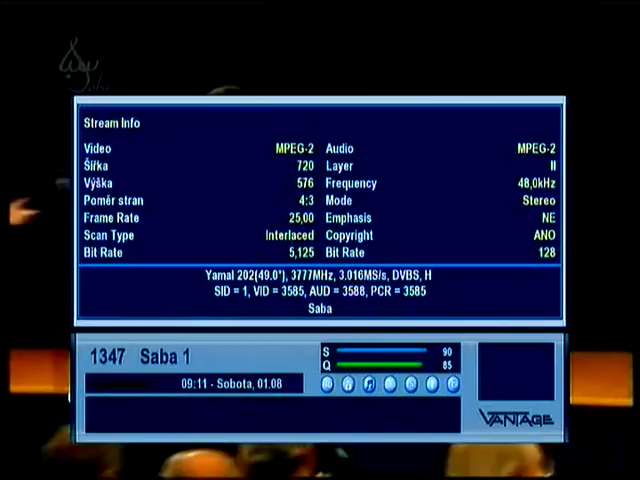 Saba
Stream Info
Video MPEG-2 Audio MPEG-2
Šířka 720 Layer II
Výška 576 Frequency 48,0kHz
Poměr stran 4:3 Mode Stereo
Frame Rate 25,00 Emphasis NE
Scan Type Interlaced Copyright ANO
Bit Rate 5,125 Bit Rate 128
Yamal 202(49.0°), 3777MHz, 3.016MS/s, DVBS, H
SID = 1, VID = 3585, AUD = 3588, PCR = 3585
Saba
1347 Saba 1
S 90
Q 85
09:11 - Sobota, 01.08
VANTAGE